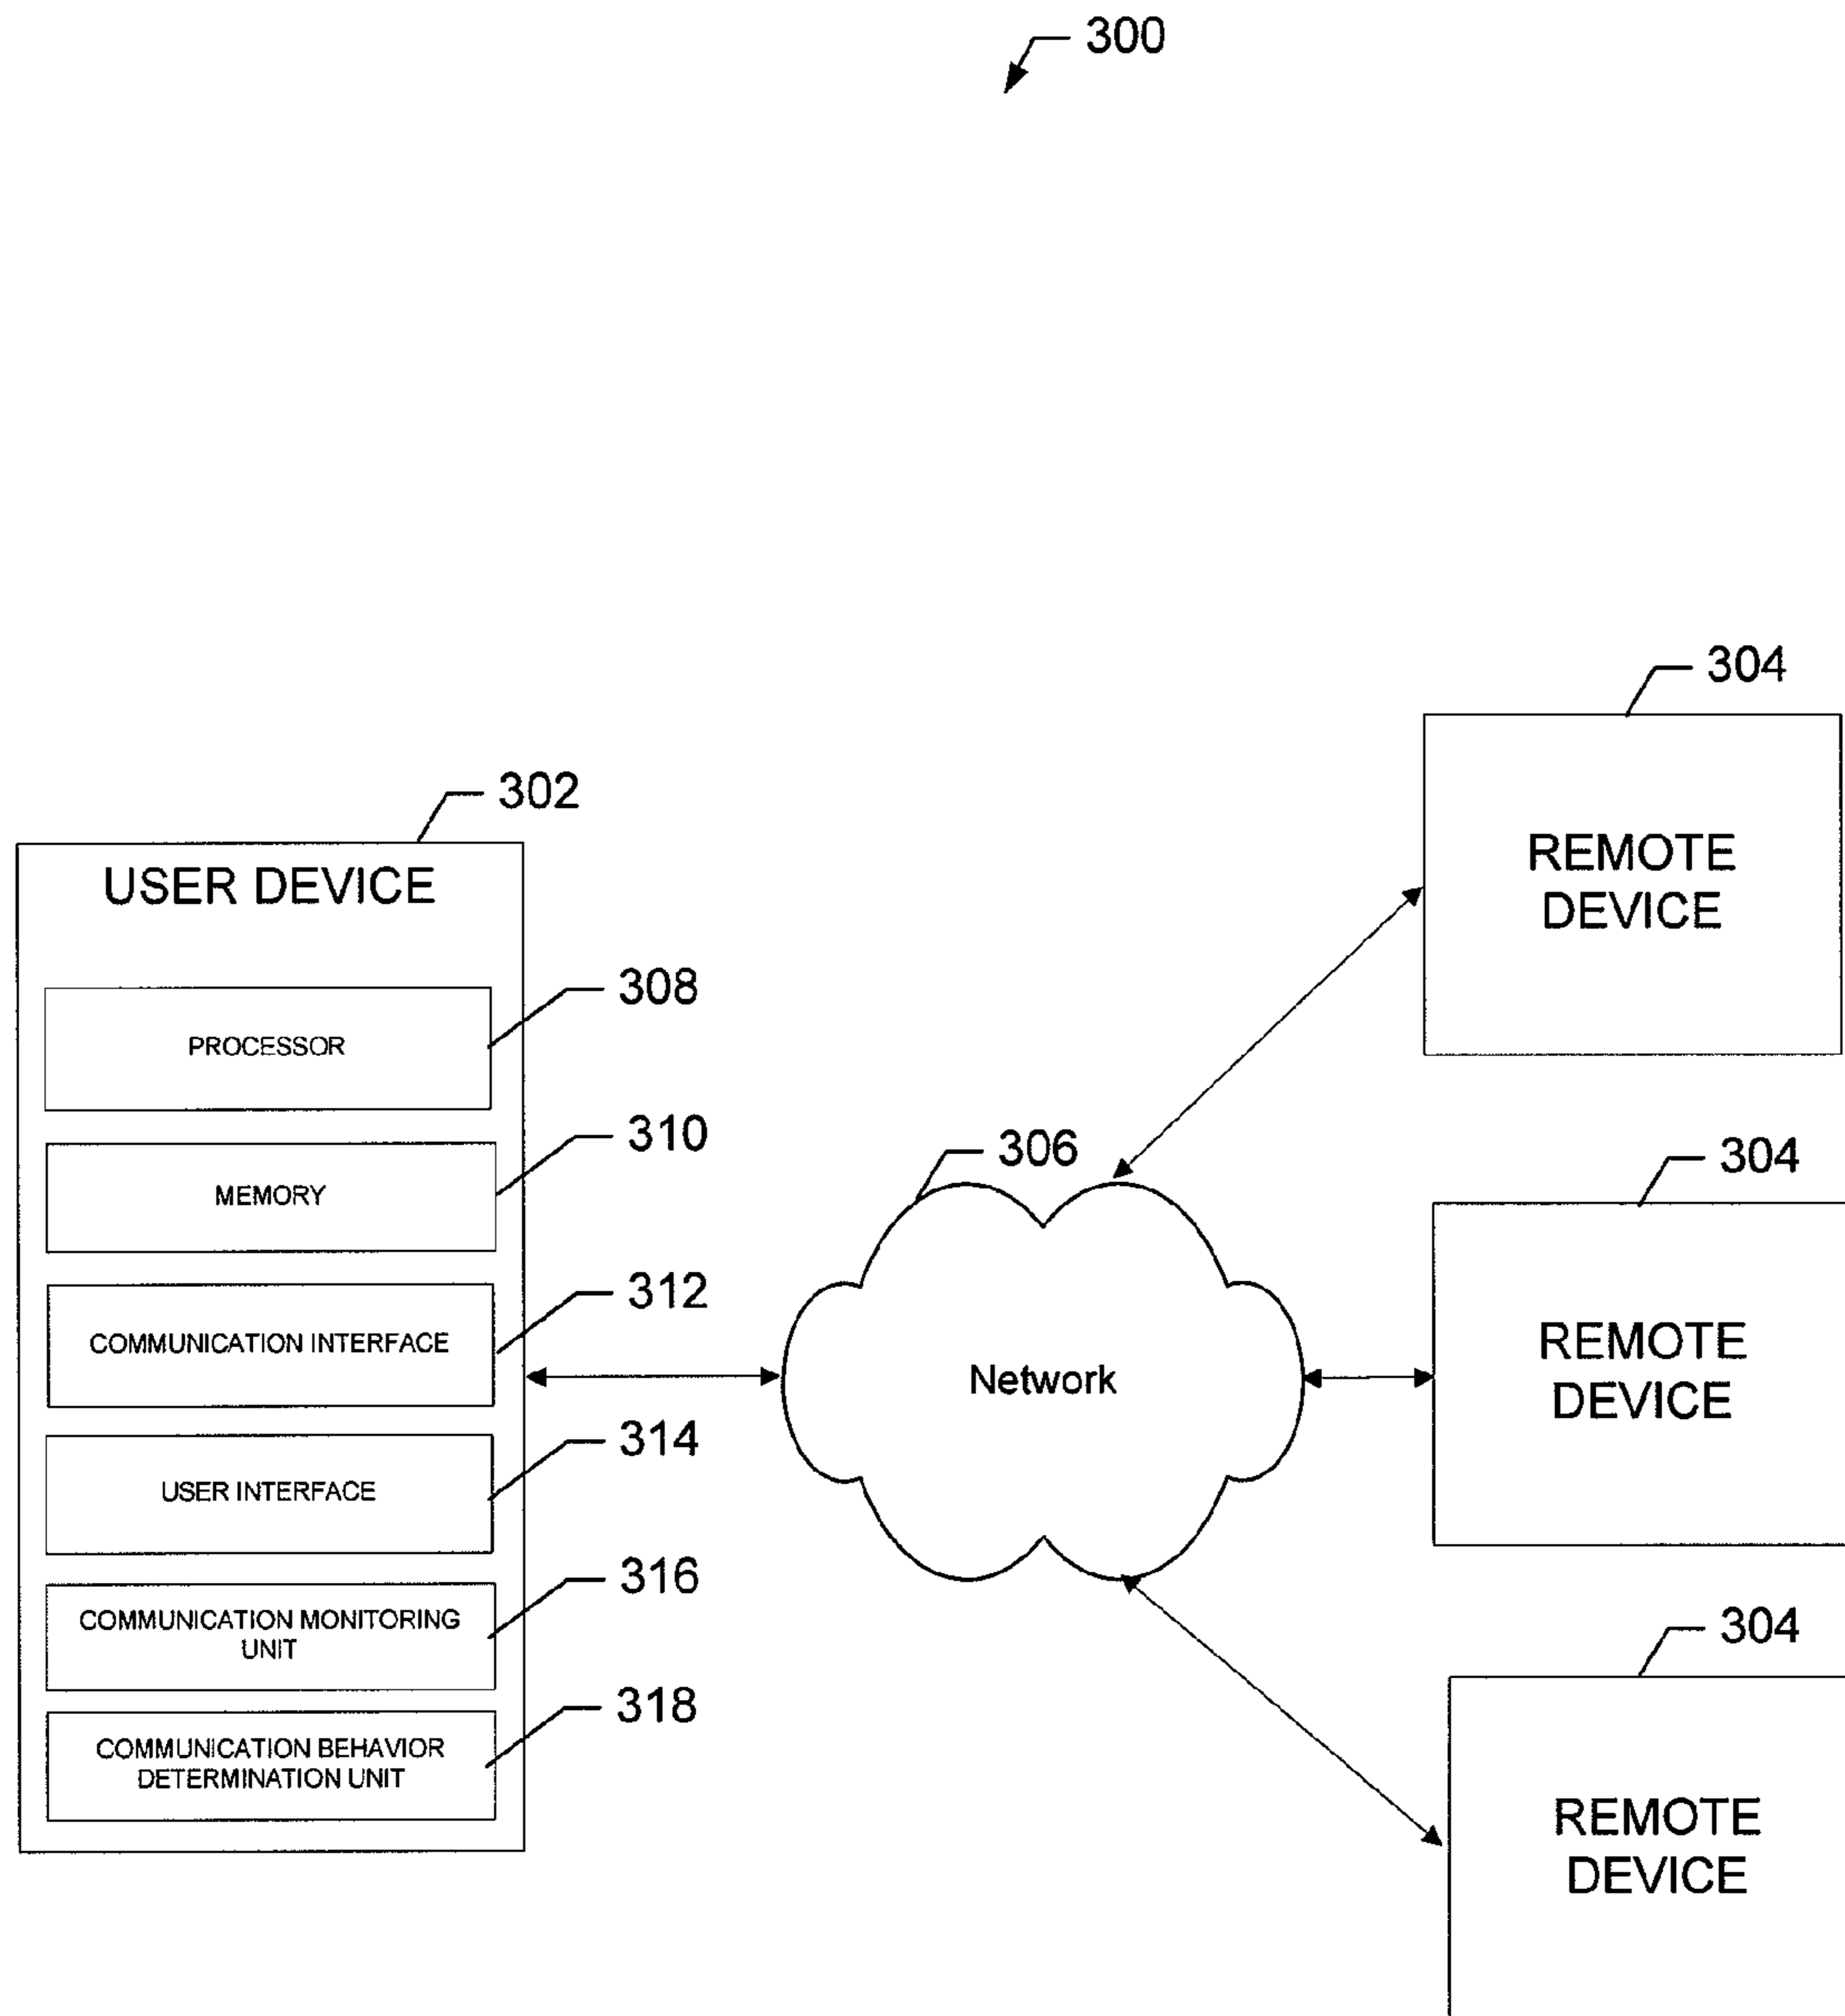 300
304
REMOTE
DEVICE
302
USER DEVICE
308
PROCESSOR
310
MEMORY
306
304
312
COMMUNICATION INTERFACE
REMOTE
DEVICE
Network
314
USER INTERFACE
316
COMMUNICATION MONITORING
UNIT
304
318
COMMUNICATION BEHAVIOR
DETERMINATION UNIT
REMOTE
DEVICE